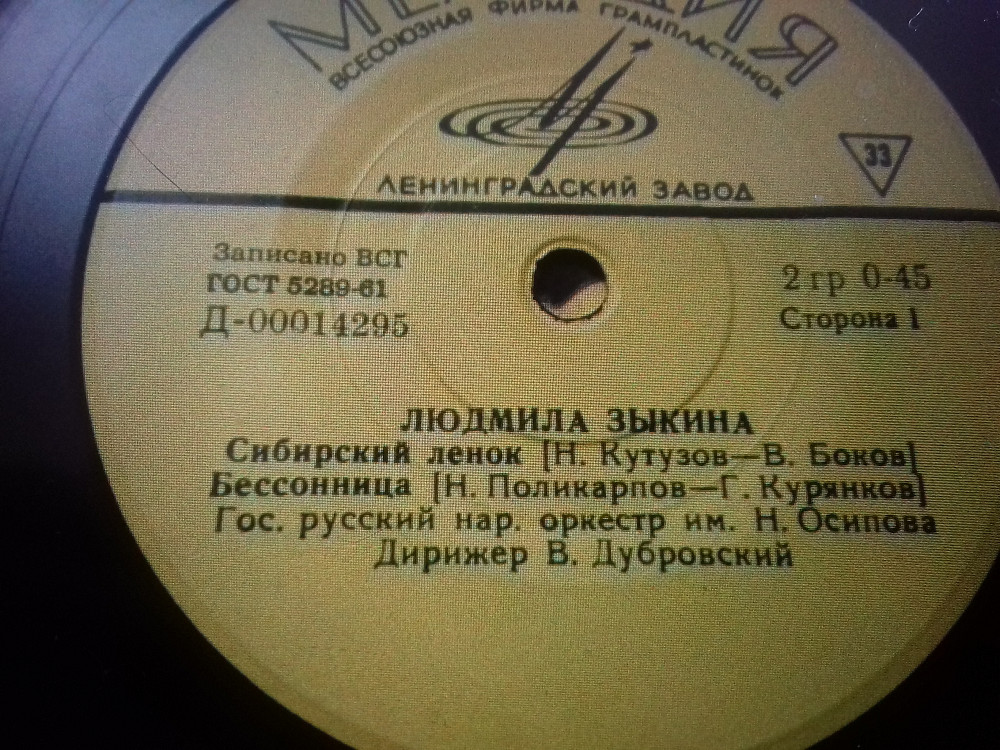 ВСЕСОЮЗНАЯ ФИРМА ГРАМПЛАСТИНОК
ЛЕНИНГРАДСКИЙ ЗАВОД
33
Записано ВСГ
ГОСТ 5289-61
Д-00014295
2 гр 0-45
Сторона 1
ЛЮДМИЛА ЗЫКИНА
Сибирский ленок [Н. Кутузов—В. Боков]
Бессонница [Н. Поликарпов—Г. Курянков]
Гос. русский нар. оркестр им. Н. Осипова
Дирижер В. Дубровский